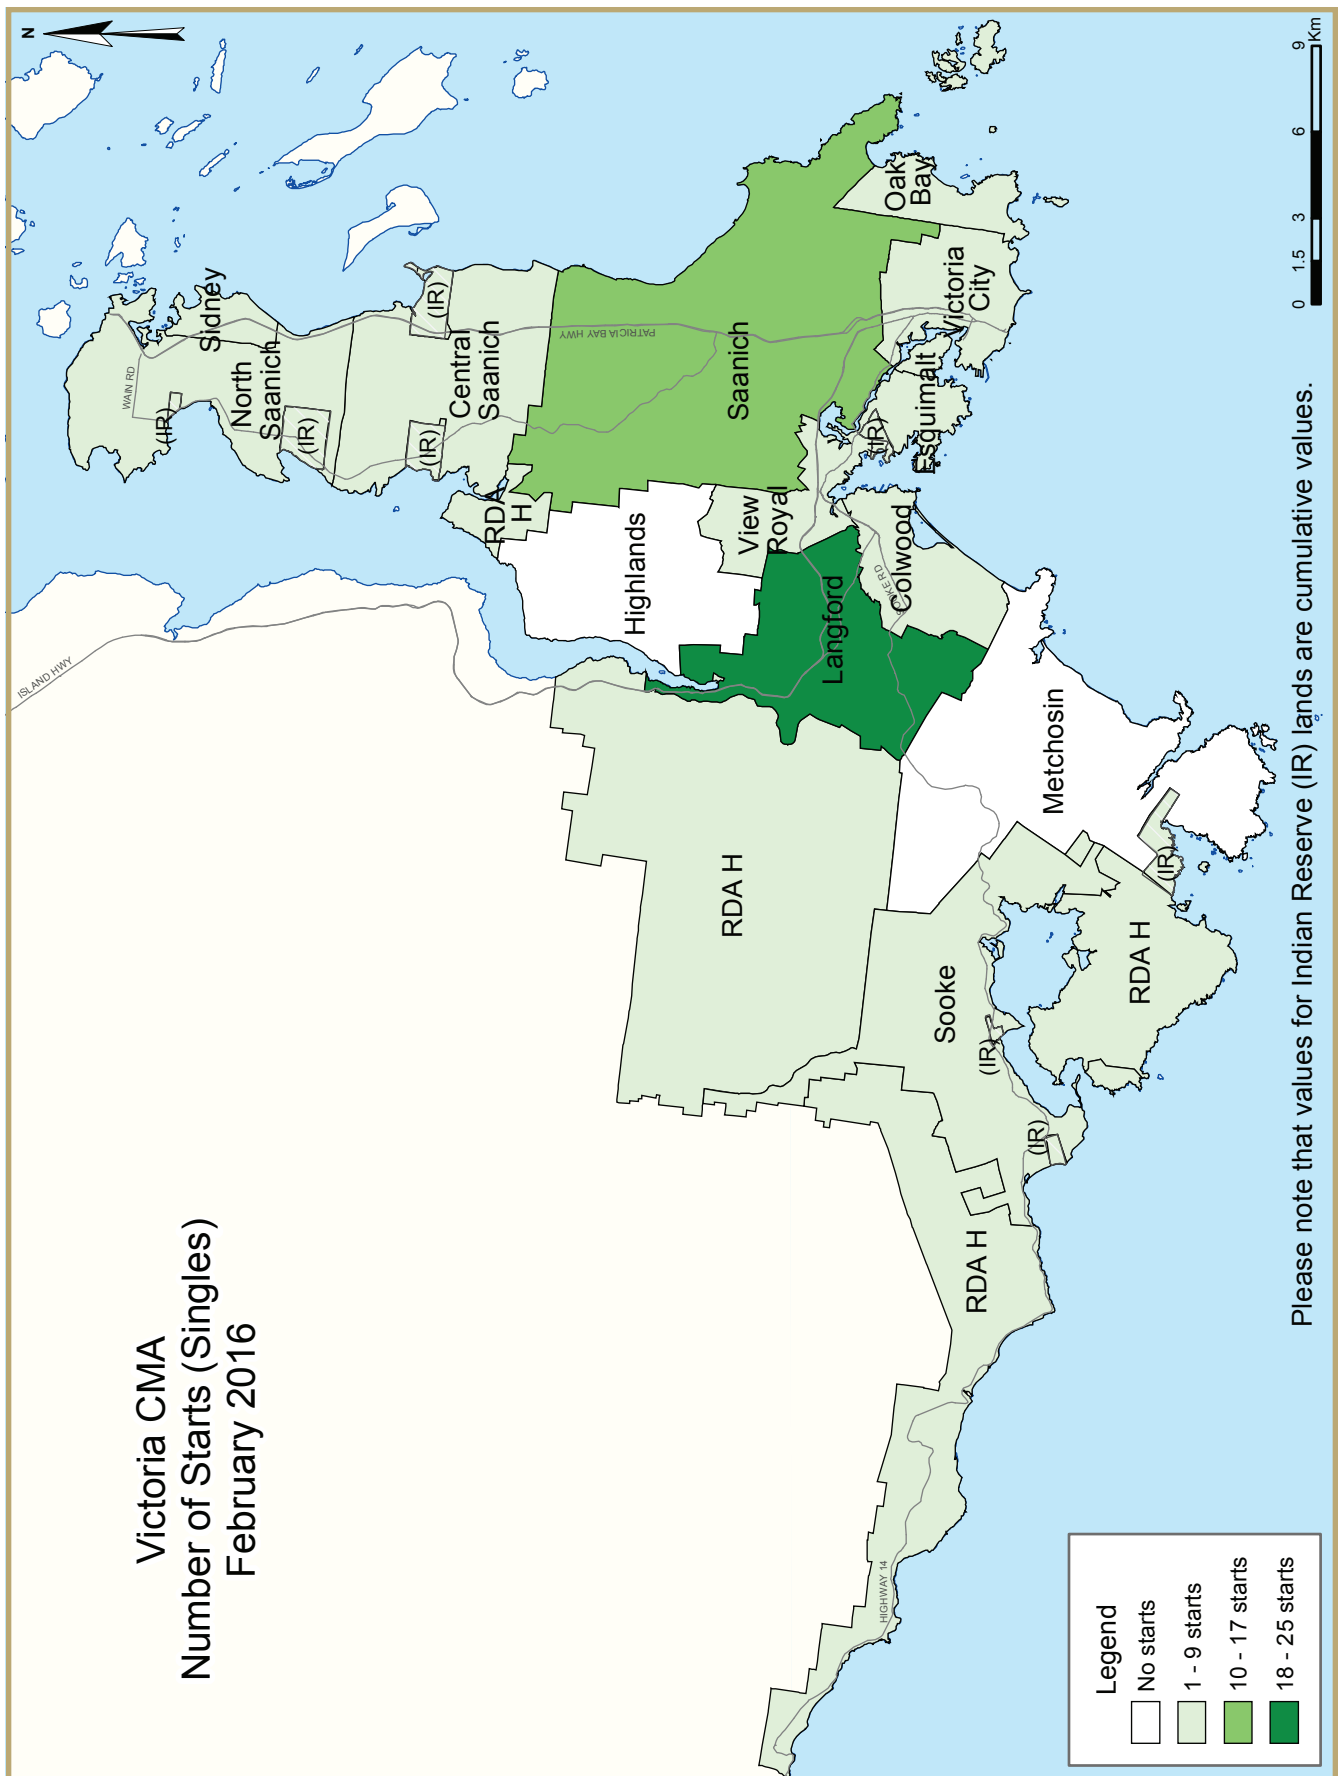 Victoria CMA
Number of Starts (Singles)
February 2016
N
ISLAND HWY
WAIN RD
(IR)
Sidney
North
Saanich
(IR)
(IR)
(IR)
Central
Saanich
PATRICIA BAY HWY
RDA
H
Saanich
Highlands
View
Royal
Langford
SOOKE RD
Colwood
(IR)
Esquimalt
Victoria
City
Oak
Bay
RDA H
Metchosin
(IR)
RDA H
Sooke
(IR)
(IR)
RDA H
HIGHWAY 14
Legend
No starts
1 - 9 starts
10 - 17 starts
18 - 25 starts
0 1.5 3 6 9
Km
Please note that values for Indian Reserve (IR) lands are cumulative values.